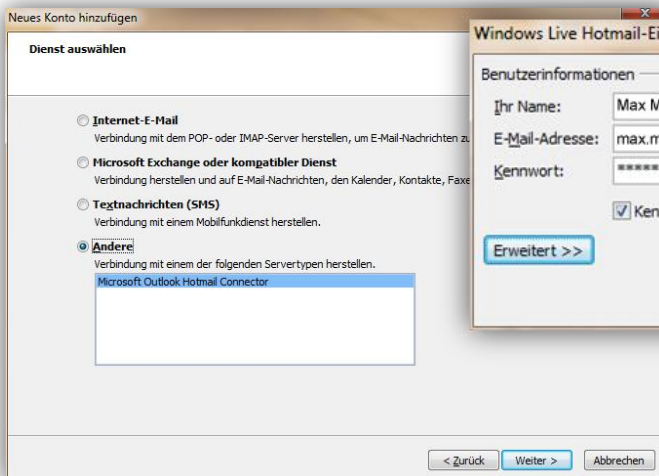 Neues Konto hinzufügen
Dienst auswählen
Internet-E-Mail
Verbindung mit dem POP- oder IMAP-Server herstellen, um E-Mail-Nachrichten
Microsoft Exchange oder kompatibler Dienst
Verbindung herstellen und auf E-Mail-Nachrichten, den Kalender, Kontakte, Faxe
Textnachrichten (SMS)
Verbindung mit einem Mobilfunkdienst herstellen.
Andere
Verbindung mit einem der folgenden Servertypen herstellen.
Microsoft Outlook Hotmail Connector
< Zurück
Weiter >
Abbrechen
Windows Live Hotmail-Ei
Benutzerinformationen
Ihr Name:
Max M
E-Mail-Adresse:
max.m
Kennwort:
*****
Ken
Erweitert >>